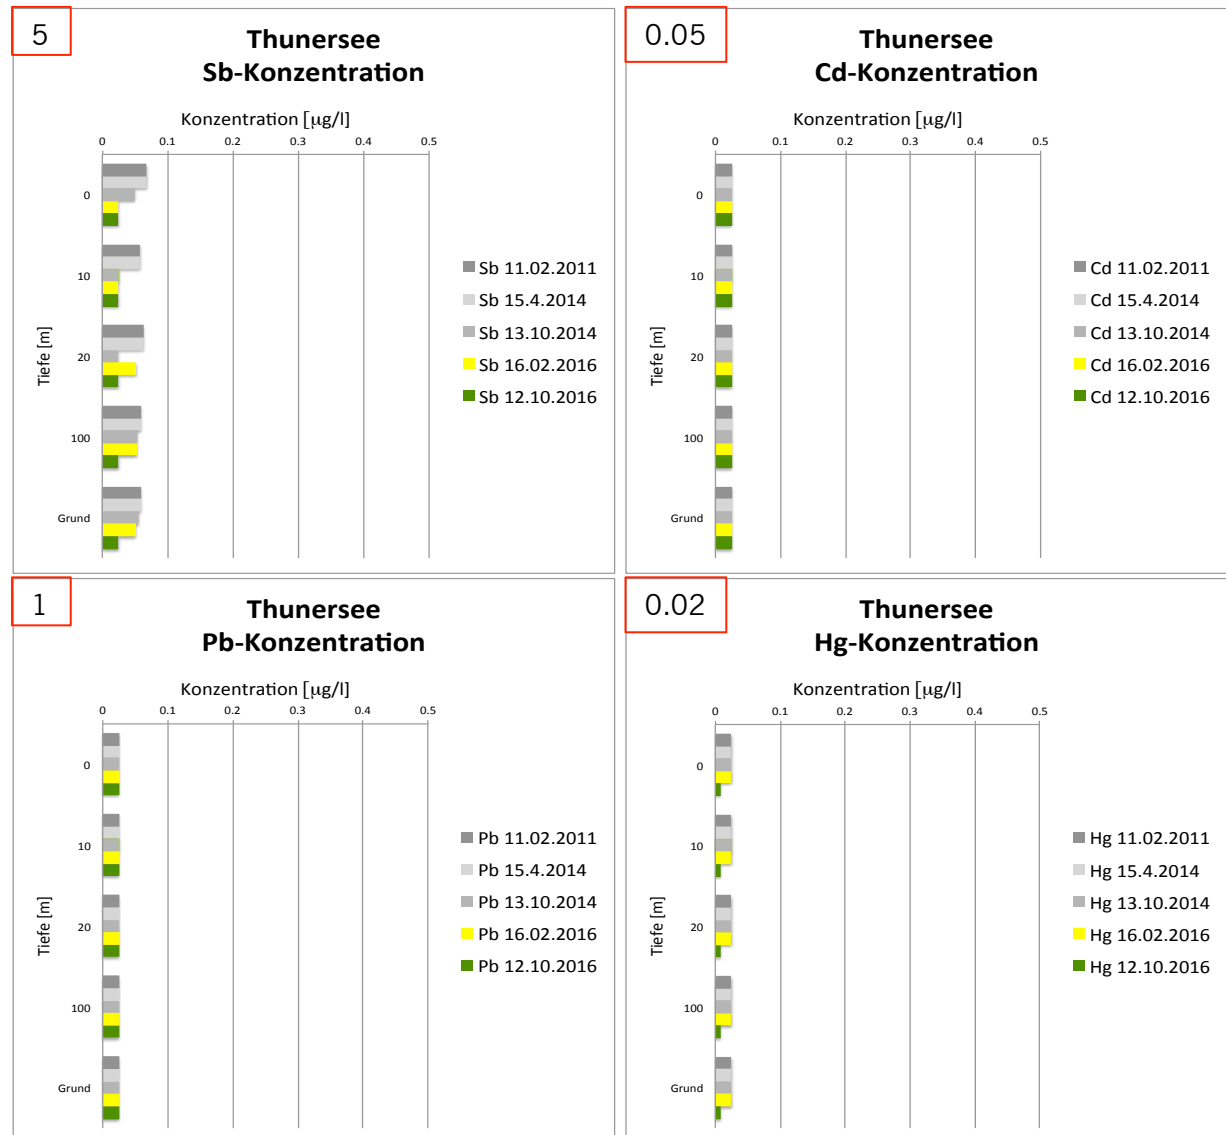 5
Thunersee
Sb-Konzentration
Konzentration [µg/l]
0 0.1 0.2 0.3 0.4 0.5
Tiefe [m]
0
10
20
100
Grund
Sb 11.02.2011
Sb 15.4.2014
Sb 13.10.2014
Sb 16.02.2016
Sb 12.10.2016
0.05
Thunersee
Cd-Konzentration
Konzentration [µg/l]
0 0.1 0.2 0.3 0.4 0.5
Tiefe [m]
0
10
20
100
Grund
Cd 11.02.2011
Cd 15.4.2014
Cd 13.10.2014
Cd 16.02.2016
Cd 12.10.2016
1
Thunersee
Pb-Konzentration
Konzentration [µg/l]
0 0.1 0.2 0.3 0.4 0.5
Tiefe [m]
0
10
20
100
Grund
Pb 11.02.2011
Pb 15.4.2014
Pb 13.10.2014
Pb 16.02.2016
Pb 12.10.2016
0.02
Thunersee
Hg-Konzentration
Konzentration [µg/l]
0 0.1 0.2 0.3 0.4 0.5
Tiefe [m]
0
10
20
100
Grund
Hg 11.02.2011
Hg 15.4.2014
Hg 13.10.2014
Hg 16.02.2016
Hg 12.10.2016